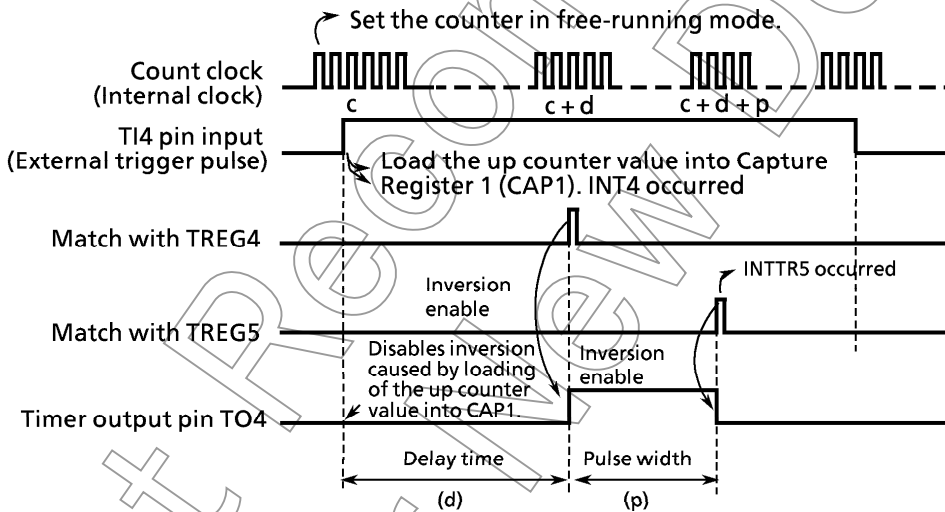 Set the counter in free-running mode.
Count clock
(Internal clock)
c
c + d
c + d + p
TI4 pin input
(External trigger pulse)
Load the up counter value into Capture
Register 1 (CAP1). INT4 occurred
Match with TREG4
INTTR5 occurred
Inversion
enable
Match with TREG5
Disables inversion
caused by loading
of the up counter
value into CAP1.
Inversion
enable
Timer output pin TO4
Delay time
Pulse width
(d)
(p)